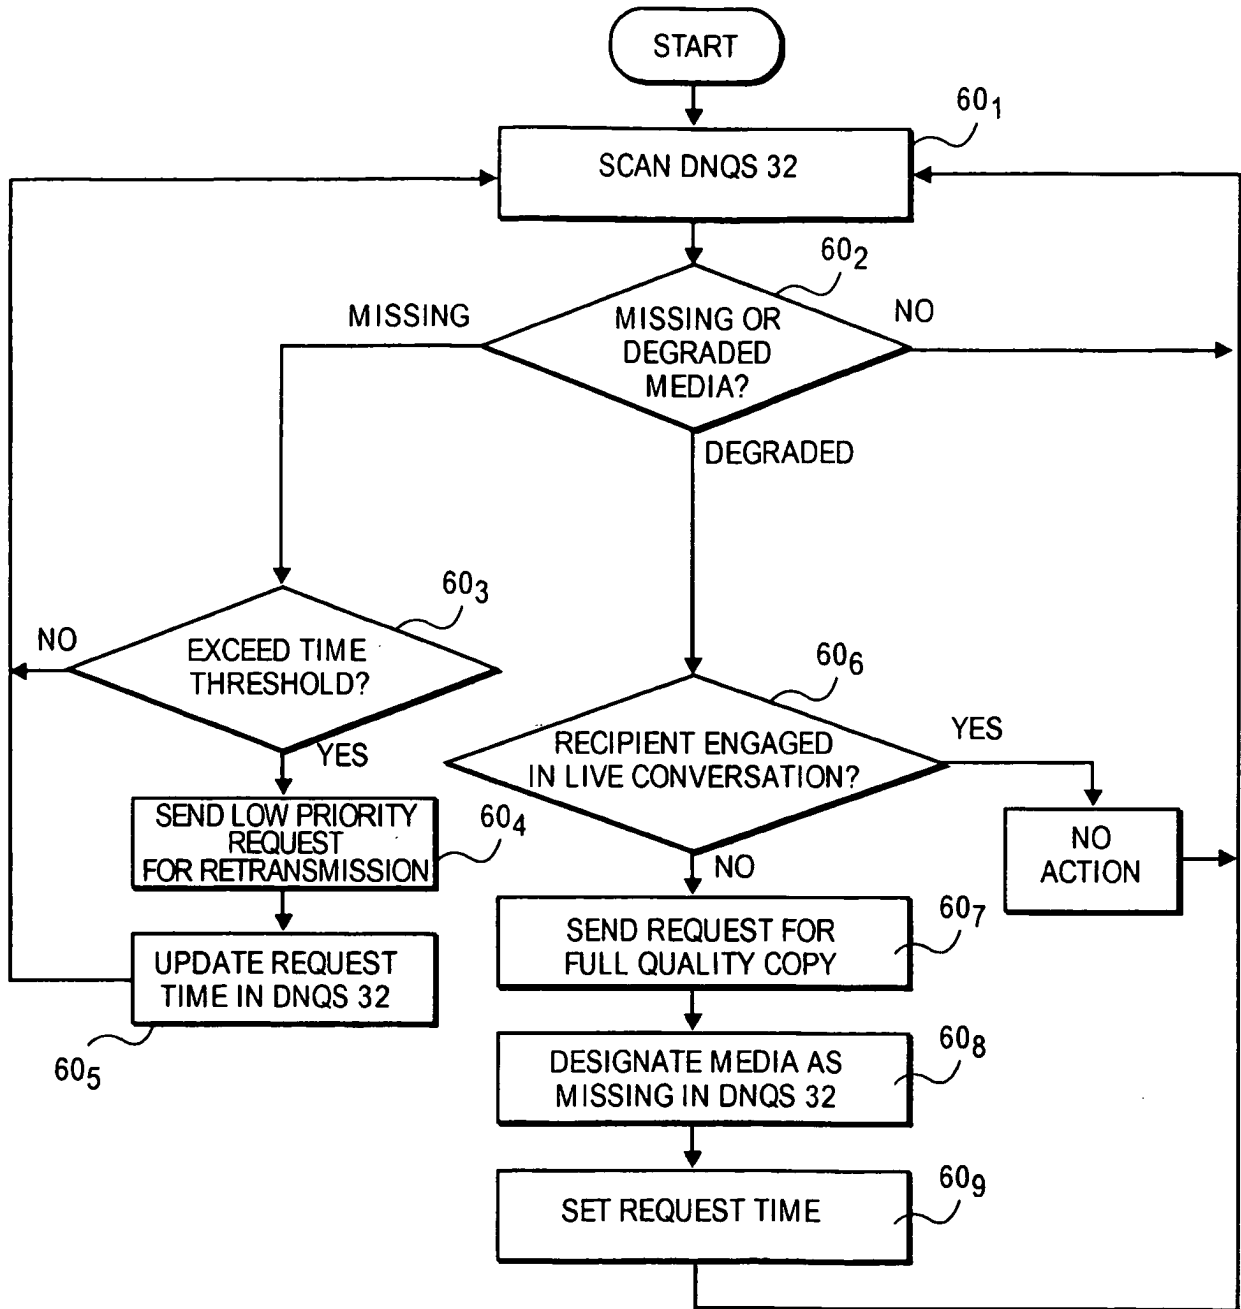 START
60₁
SCAN DNQS 32
60₂
MISSING
MISSING OR
DEGRADED
MEDIA?
NO
DEGRADED
60₃
NO
EXCEED TIME
THRESHOLD?
YES
60₆
RECIPIENT ENGAGED
IN LIVE CONVERSATION?
YES
SEND LOW PRIORITY
REQUEST
FOR RETRANSMISSION
60₄
NO
NO
ACTION
UPDATE REQUEST
TIME IN DNQS 32
60₅
SEND REQUEST FOR
FULL QUALITY COPY
60₇
DESIGNATE MEDIA AS
MISSING IN DNQS 32
60₈
SET REQUEST TIME
60₉